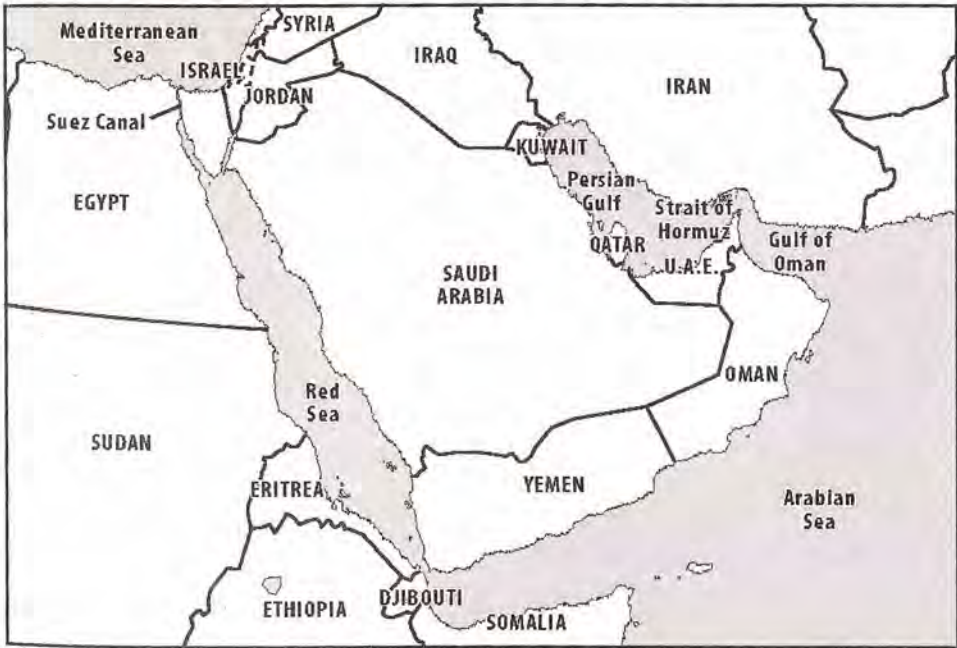 Mediterranean
Sea
SYRIA
ISRAEL
JORDAN
IRAQ
IRAN
Suez Canal
KUWAIT
Persian
Gulf
EGYPT
Strait of
Hormuz
QATAR
U.A.E.
Gulf of
Oman
SAUDI
ARABIA
Red
Sea
OMAN
SUDAN
ERITREA
YEMEN
Arabian
Sea
ETHIOPIA
DJIBOUTI
SOMALIA